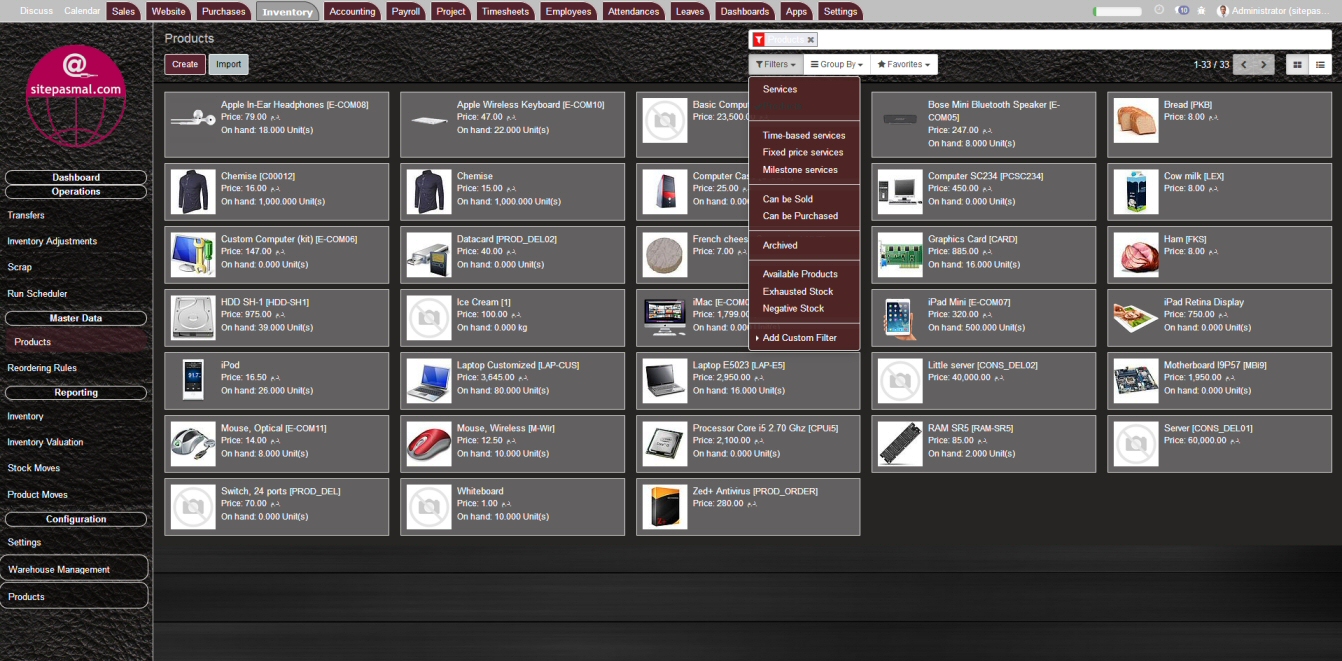 Discuss Calendar Sales Website Purchases Inventory Accounting Payroll Project Timesheets Employees Attendances Leaves Dashboards Apps Settings 10 Administrator (sitepas...
@
sitepasmal.com
Products
Products ✖
Create Import
Filters Group By Favorites
1-33 / 33
Services
Time-based services
Fixed price services
Milestone services
Can be Sold
Can be Purchased
Archived
Available Products
Exhausted Stock
Negative Stock
Add Custom Filter
Dashboard
Operations
Transfers
Inventory Adjustments
Scrap
Run Scheduler
Master Data
Products
Reordering Rules
Reporting
Inventory
Inventory Valuation
Stock Moves
Product Moves
Configuration
Settings
Warehouse Management
Products
Apple In-Ear Headphones [E-COM08]
Price: 79.00 ج.م
On hand: 18.000 Unit(s)
Apple Wireless Keyboard [E-COM10]
Price: 47.00 ج.م
On hand: 22.000 Unit(s)
Basic Comput
Price: 23,500.0
Bose Mini Bluetooth Speaker [E-
COM05]
Price: 247.00 ج.م
On hand: 8.000 Unit(s)
Bread [PKB]
Price: 8.00 ج.م
Chemise [C00012]
Price: 16.00 ج.م
On hand: 1,000.000 Unit(s)
Chemise
Price: 15.00 ج.م
On hand: 1,000.000 Unit(s)
Computer Cas
Price: 25.00 ج.م
On hand: 0.000
Computer SC234 [PCSC234]
Price: 450.00 ج.م
On hand: 0.000 Unit(s)
Cow milk [LEX]
Price: 8.00 ج.م
Custom Computer (kit) [E-COM06]
Price: 147.00 ج.م
On hand: 0.000 Unit(s)
Datacard [PROD_DEL02]
Price: 40.00 ج.م
On hand: 0.000 Unit(s)
French chees
Price: 7.00 ج.م
Graphics Card [CARD]
Price: 885.00 ج.م
On hand: 16.000 Unit(s)
Ham [FKS]
Price: 8.00 ج.م
HDD SH-1 [HDD-SH1]
Price: 975.00 ج.م
On hand: 39.000 Unit(s)
Ice Cream [1]
Price: 100.00 ج.م
On hand: 0.000 kg
iMac [E-COM0
Price: 1,799.00
On hand: 0.000
iPad Mini [E-COM07]
Price: 320.00 ج.م
On hand: 500.000 Unit(s)
iPad Retina Display
Price: 750.00 ج.م
On hand: 0.000 Unit(s)
iPod
Price: 16.50 ج.م
On hand: 26.000 Unit(s)
Laptop Customized [LAP-CUS]
Price: 3,645.00 ج.م
On hand: 80.000 Unit(s)
Laptop E5023 [LAP-E5]
Price: 2,950.00 ج.م
On hand: 16.000 Unit(s)
Little server [CONS_DEL02]
Price: 40,000.00 ج.م
Motherboard I9P57 [MBi9]
Price: 1,950.00 ج.م
On hand: 0.000 Unit(s)
Mouse, Optical [E-COM11]
Price: 14.00 ج.م
On hand: 8.000 Unit(s)
Mouse, Wireless [M-Wir]
Price: 12.50 ج.م
On hand: 10.000 Unit(s)
Processor Core i5 2.70 Ghz [CPUi5]
Price: 2,100.00 ج.م
On hand: 0.000 Unit(s)
RAM SR5 [RAM-SR5]
Price: 85.00 ج.م
On hand: 2.000 Unit(s)
Server [CONS_DEL01]
Price: 60,000.00 ج.م
Switch, 24 ports [PROD_DEL]
Price: 70.00 ج.م
On hand: 0.000 Unit(s)
Whiteboard
Price: 1.00 ج.م
On hand: 10.000 Unit(s)
Zed+ Antivirus [PROD_ORDER]
Price: 280.00 ج.م